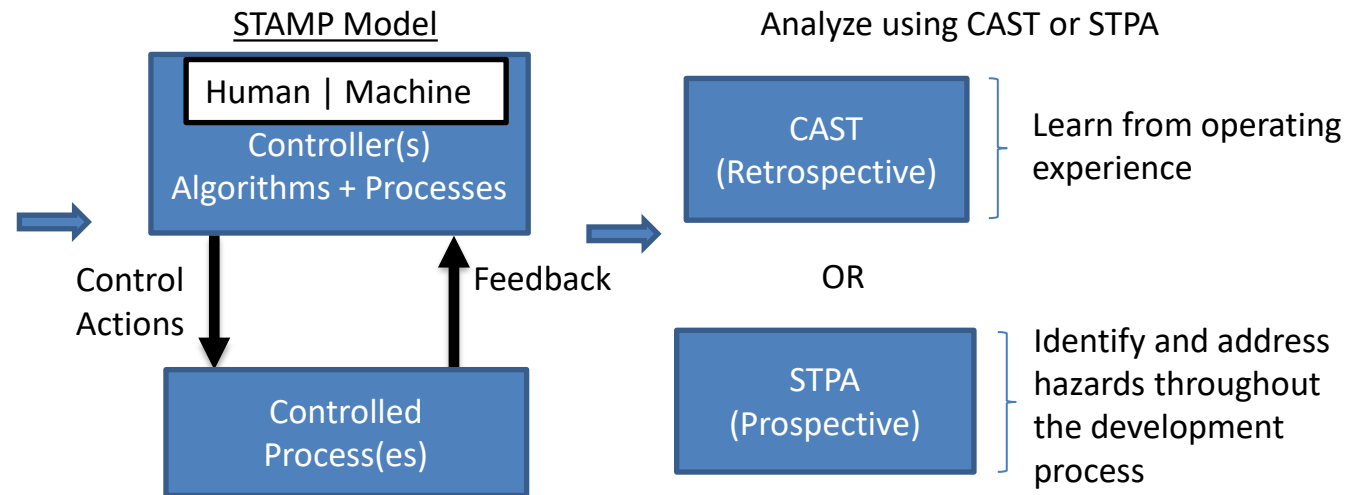 STAMP Model
Human | Machine
Controller(s)
Algorithms + Processes
Control
Actions
Feedback
Controlled
Process(es)
Analyze using CAST or STPA
CAST
(Retrospective)
Learn from operating
experience
OR
STPA
(Prospective)
Identify and address
hazards throughout
the development
process